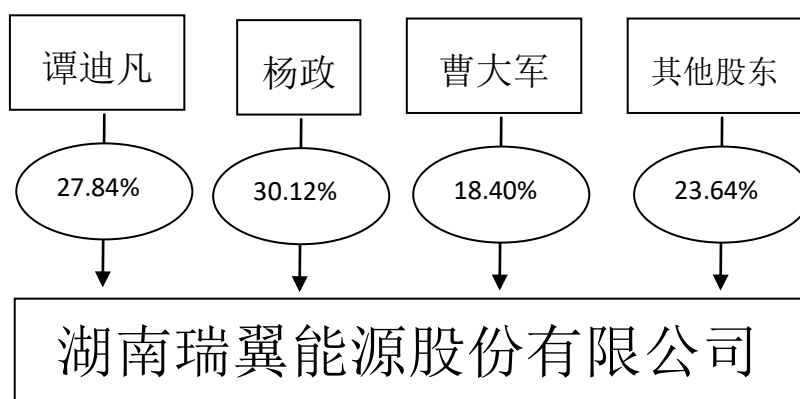 谭迪凡
杨政
曹大军
其他股东
27.84%
30.12%
18.40%
23.64%
湖南瑞翼能源股份有限公司